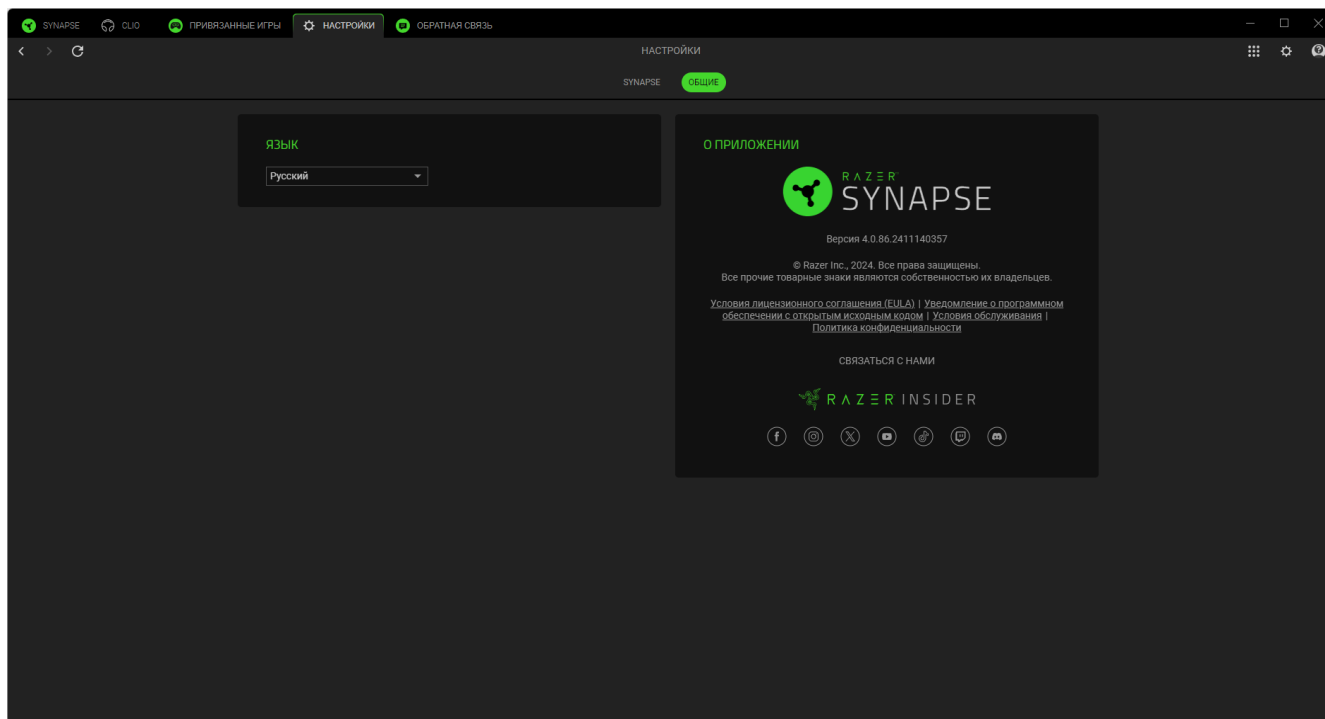 SYNAPSE CLIO ПРИВЯЗАННЫЕ ИГРЫ НАСТРОЙКИ ОБРАТНАЯ СВЯЗЬ
НАСТРОЙКИ
SYNAPSE ОБЩИЕ
ЯЗЫК
Русский
О ПРИЛОЖЕНИИ
RAZER™
SYNAPSE
Версия 4.0.86.2411140357
© Razer Inc., 2024. Все права защищены.
Все прочие товарные знаки являются собственностью их владельцев.
Условия лицензионного соглашения (EULA) | Уведомление о программном
обеспечении с открытым исходным кодом | Условия обслуживания |
Политика конфиденциальности
СВЯЗАТЬСЯ С НАМИ
RAZER INSIDER